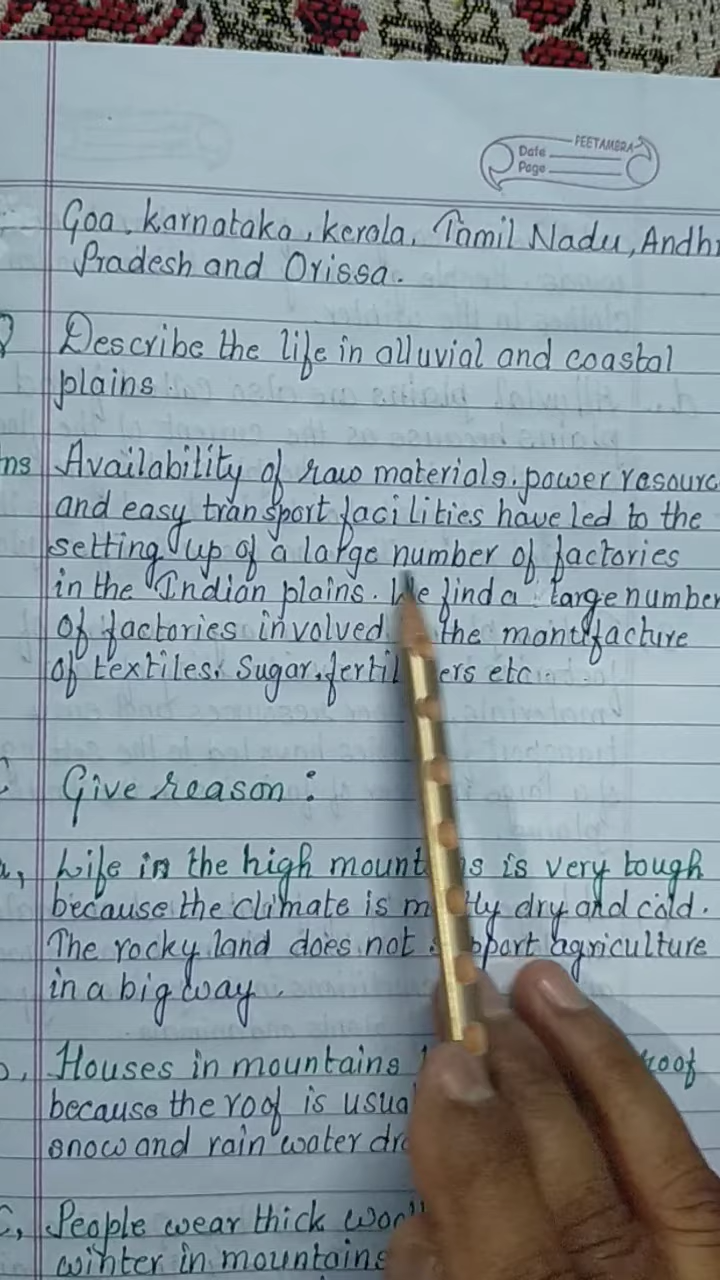 PEETAMBRA
Date
Page
Goa, Karnataka, Kerala, Tamil Nadu, Andhr
Pradesh and Orissa.
Describe the life in alluvial and coastal
plains
ns Availability of raw materials, power resourc
and easy transport facilities have led to the
setting up of a large number of factories
in the Indian plains. We find a large number
of factories involved the manufacture
of textiles, Sugar, fertil ers etc.
Give reason :
a, Life in the high mount s is very tough
because the climate is m tly dry and cold.
The rocky land does not s pport agriculture
in a big way.
b, Houses in mountains roof
because the roof is usua
snow and rain water dr
c, People wear thick woo
winter in mountains